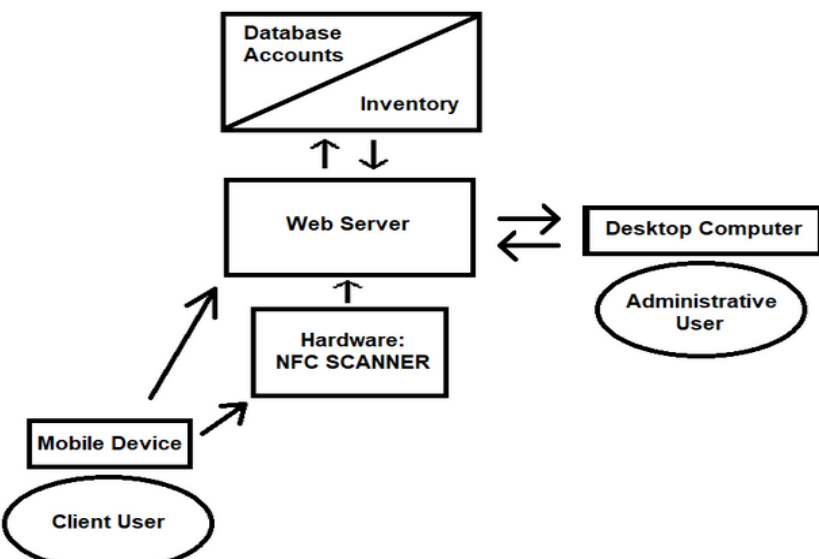 Database
Accounts
Inventory
Web Server
Desktop Computer
Administrative
User
Hardware:
NFC SCANNER
Mobile Device
Client User